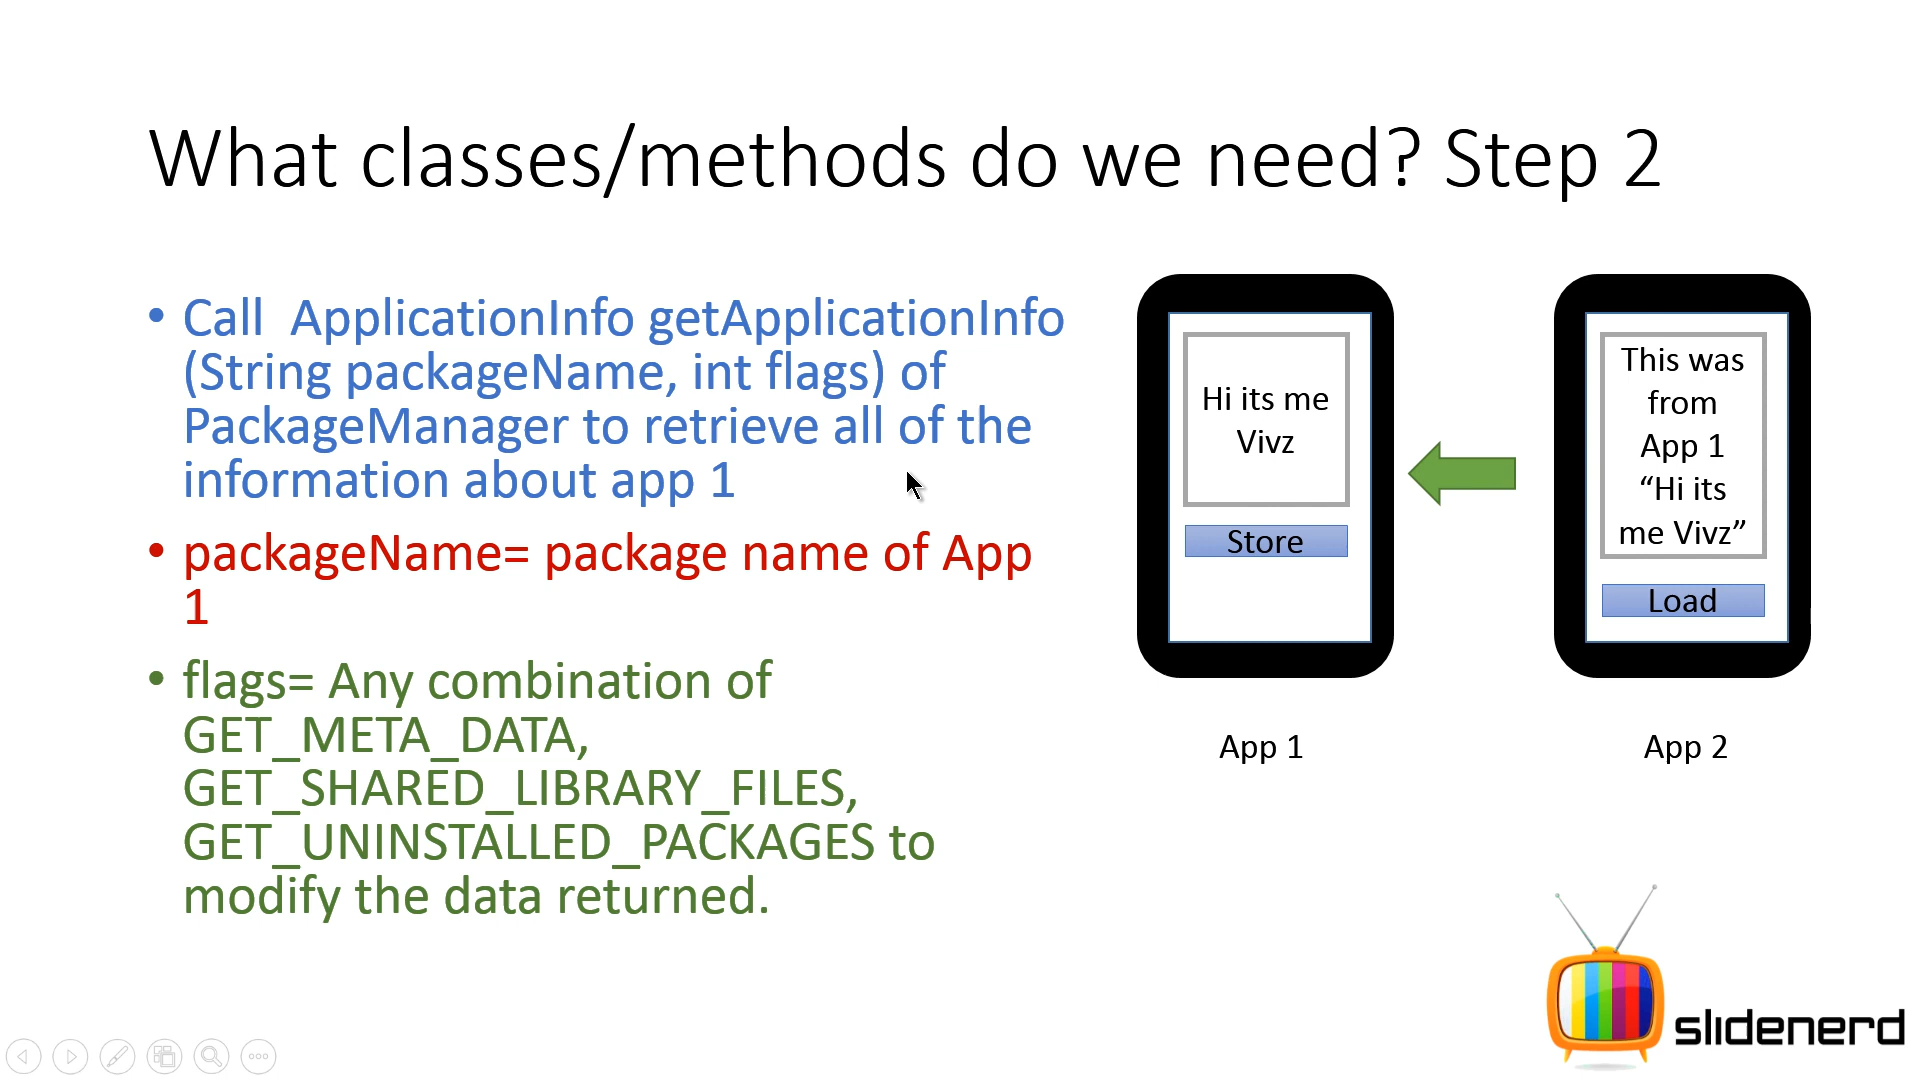 What classes/methods do we need? Step 2
• Call  ApplicationInfo getApplicationInfo
(String packageName, int flags) of
PackageManager to retrieve all of the
information about app 1
• packageName= package name of App
1
• flags= Any combination of
GET_META_DATA,
GET_SHARED_LIBRARY_FILES,
GET_UNINSTALLED_PACKAGES to
modify the data returned.
Hi its me
Vivz
Store
App 1
This was
from
App 1
“Hi its
me Vivz”
Load
App 2
slidenerd